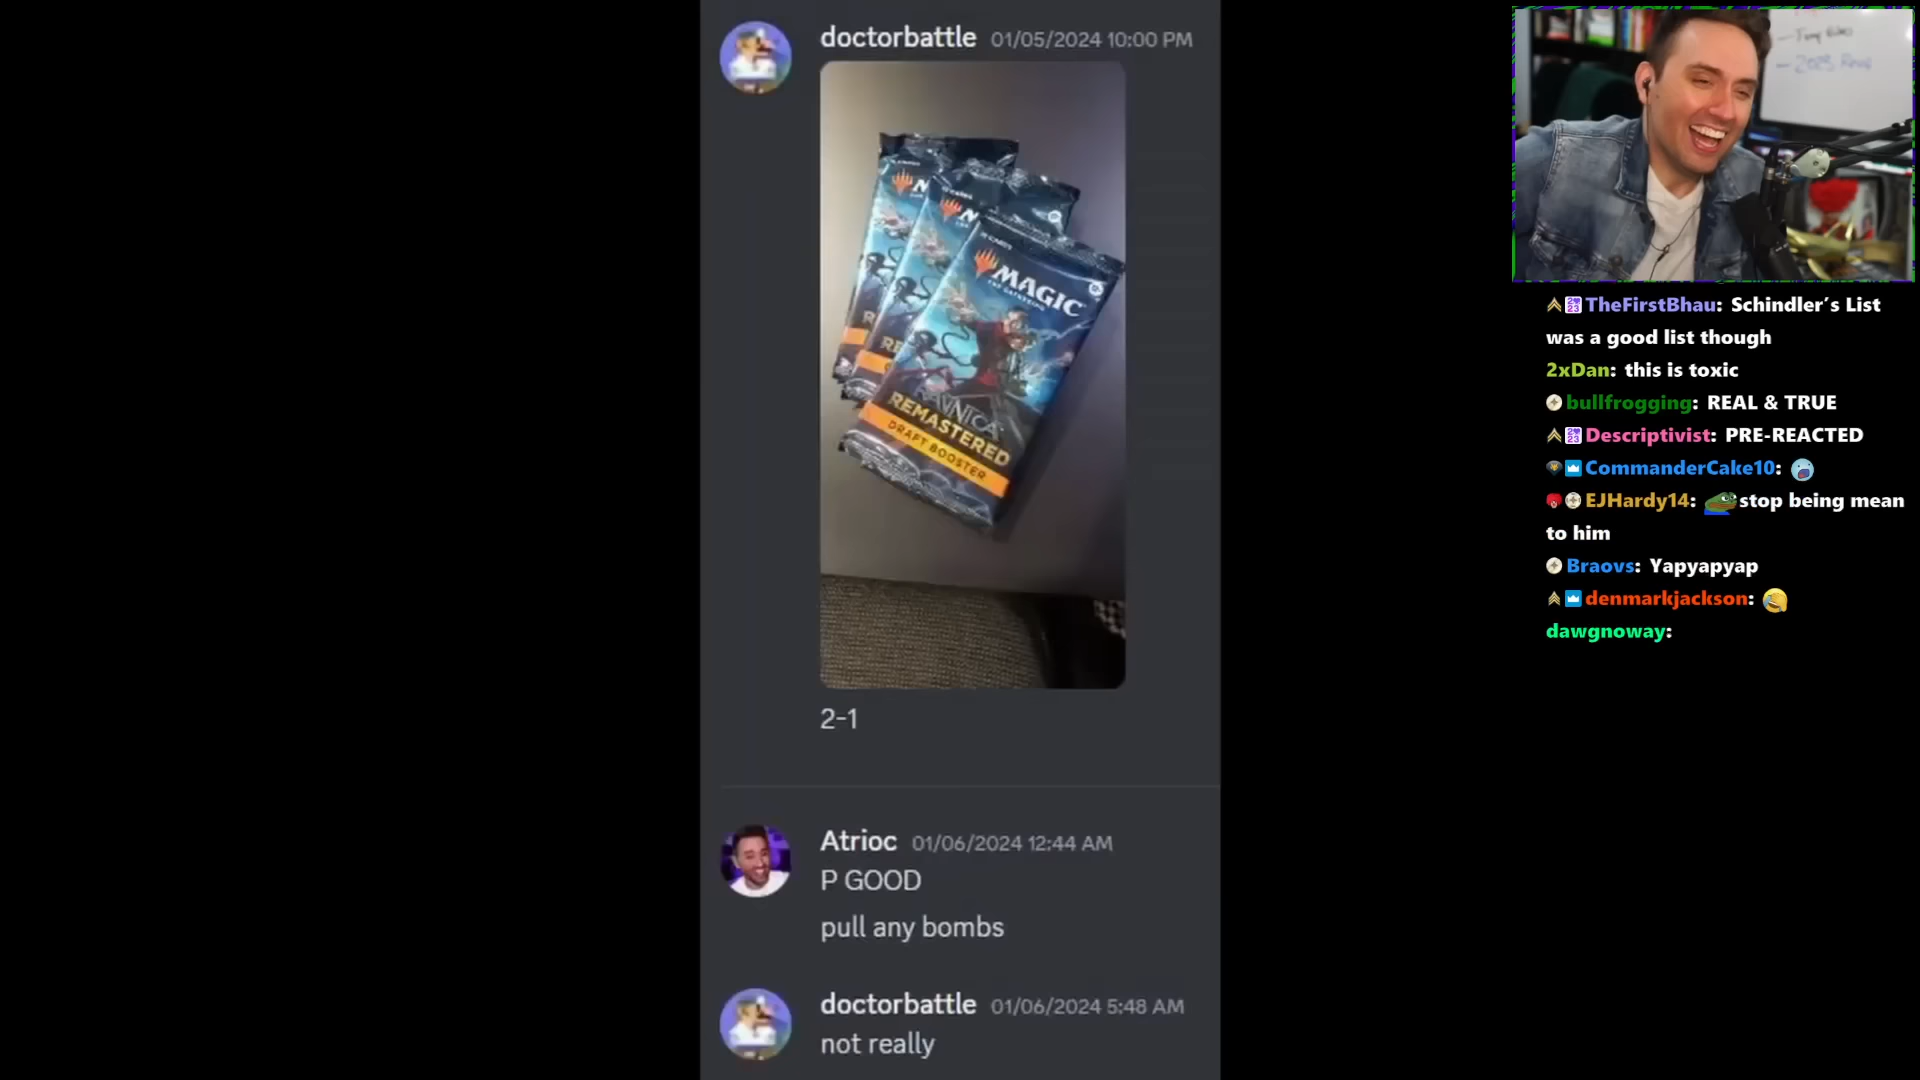 doctorbattle 01/05/2024 10:00 PM
MAGIC
THE GATHERING
RAVNICA
REMASTERED
DRAFT BOOSTER
2-1
Atrioc 01/06/2024 12:44 AM
P GOOD
pull any bombs
doctorbattle 01/06/2024 5:48 AM
not really
TheFirstBhau: Schindler’s List
was a good list though
2xDan: this is toxic
bullfrogging: REAL & TRUE
Descriptivist: PRE-REACTED
CommanderCake10:
EJHardy14: stop being mean
to him
Braovs: Yapyapyap
denmarkjackson:
dawgnoway: